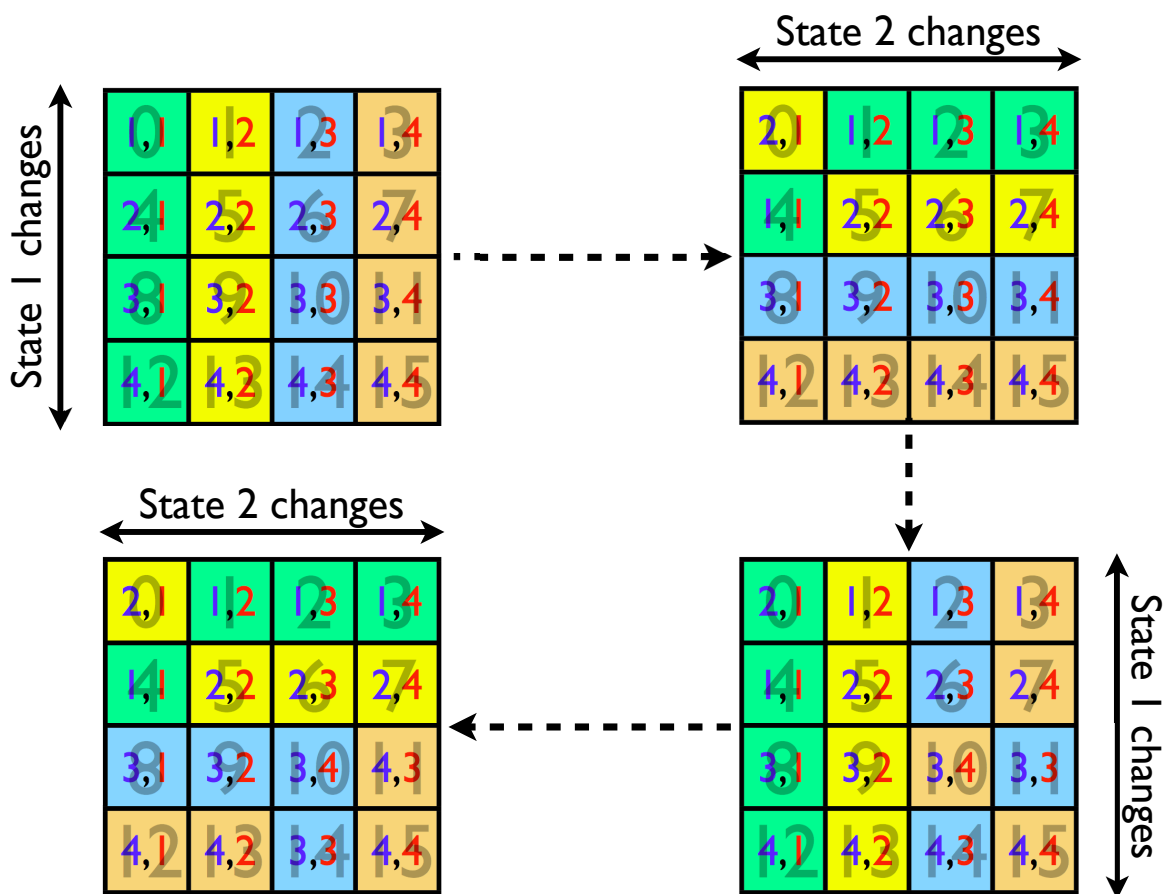 State 1 changes
1,1 1,2 1,3 1,4
0 1 2 3
2,1 2,2 2,3 2,4
4 5 6 7
3,1 3,2 3,3 3,4
8 9 10 11
4,1 4,2 4,3 4,4
12 13 14 15
State 2 changes
2,1 1,2 1,3 1,4
0 1 2 3
1,1 2,2 2,3 2,4
4 5 6 7
3,1 3,2 3,3 3,4
8 9 10 11
4,1 4,2 4,3 4,4
12 13 14 15
State 2 changes
2,1 1,2 1,3 1,4
0 1 2 3
1,1 2,2 2,3 2,4
4 5 6 7
3,1 3,2 3,4 4,3
8 9 10 11
4,1 4,2 3,3 4,4
12 13 14 15
2,1 1,2 1,3 1,4
0 1 2 3
1,1 2,2 2,3 2,4
4 5 6 7
3,1 3,2 3,4 3,3
8 9 10 11
4,1 4,2 4,3 4,4
12 13 14 15
State 1 changes